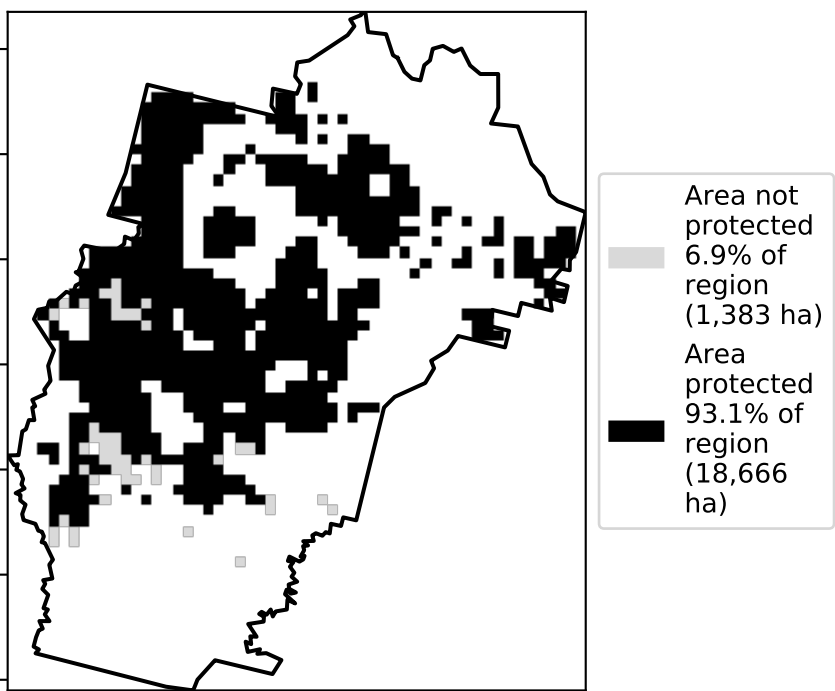 Area not
protected
6.9% of
region
(1,383 ha)
Area
protected
93.1% of
region
(18,666
ha)